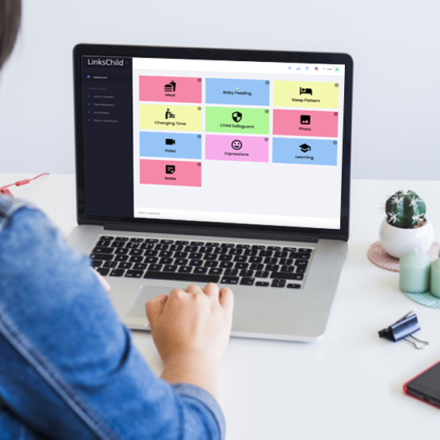 LinksChild
Meal
Baby Feeding
Sleep Pattern
Changing Time
Child Safeguard
Photo
Video
Expressions
Learning
Notes